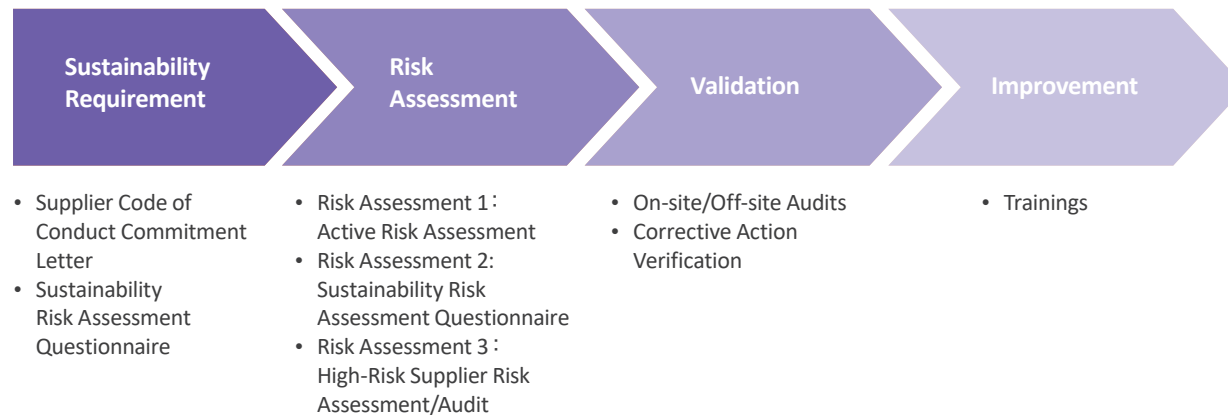 Sustainability
Requirement
Risk
Assessment
Validation
Improvement
• Supplier Code of
Conduct Commitment
Letter
• Sustainability
Risk Assessment
Questionnaire
• Risk Assessment 1：
Active Risk Assessment
• Risk Assessment 2:
Sustainability Risk
Assessment Questionnaire
• Risk Assessment 3：
High-Risk Supplier Risk
Assessment/Audit
• On-site/Off-site Audits
• Corrective Action
Verification
• Trainings